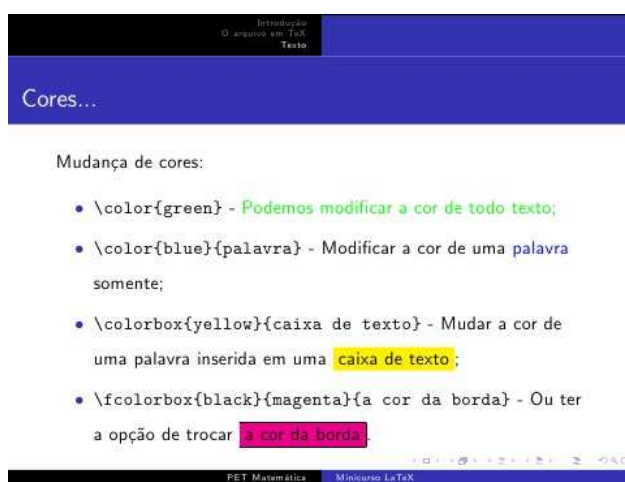 Introdução
O arquivo em TeX
Texto
Cores...
Mudança de cores:
• \color{green} - Podemos modificar a cor de todo texto;
• \color{blue}{palavra} - Modificar a cor de uma palavra
somente;
• \colorbox{yellow}{caixa de texto} - Mudar a cor de
uma palavra inserida em uma caixa de texto;
• \fcolorbox{black}{magenta}{a cor da borda} - Ou ter
a opção de trocar a cor da borda.
PET Matemática Minicurso LaTeX